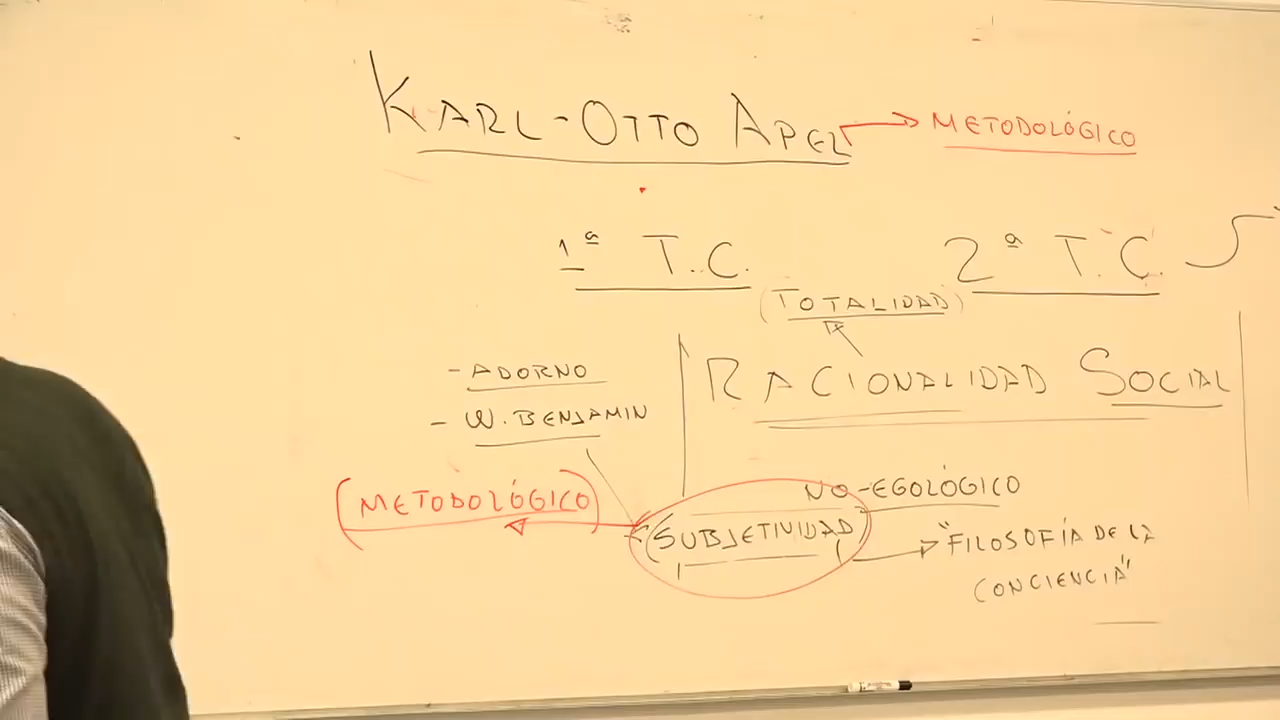 KARL-OTTO APEL
METODOLÓGICO
1ª T.C.
2ª T.C.
(TOTALIDAD)
- ADORNO
RACIONALIDAD SOCIAL
- W. BENJAMIN
NO-EGOLÓGICO
(METODOLÓGICO)
(SUBJETIVIDAD)
"FILOSOFÍA DE LA
CONCIENCIA"